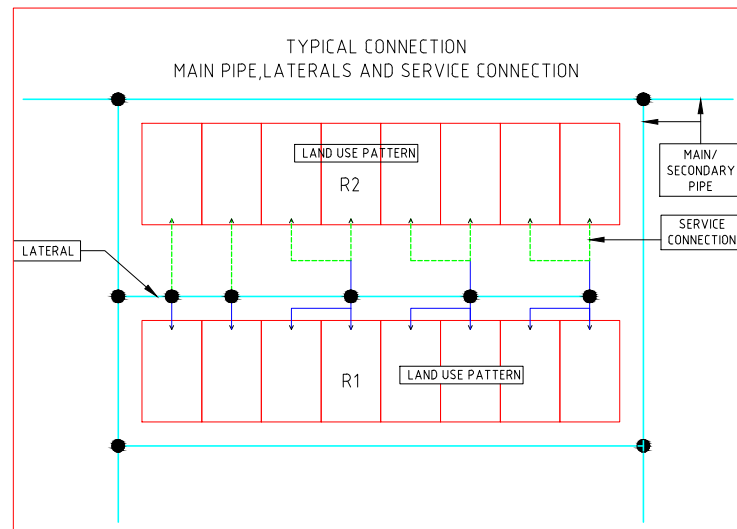 TYPICAL CONNECTION
MAIN PIPE,LATERALS AND SERVICE CONNECTION
LAND USE PATTERN
R2
MAIN/
SECONDARY
PIPE
SERVICE
CONNECTION
LATERAL
R1
LAND USE PATTERN